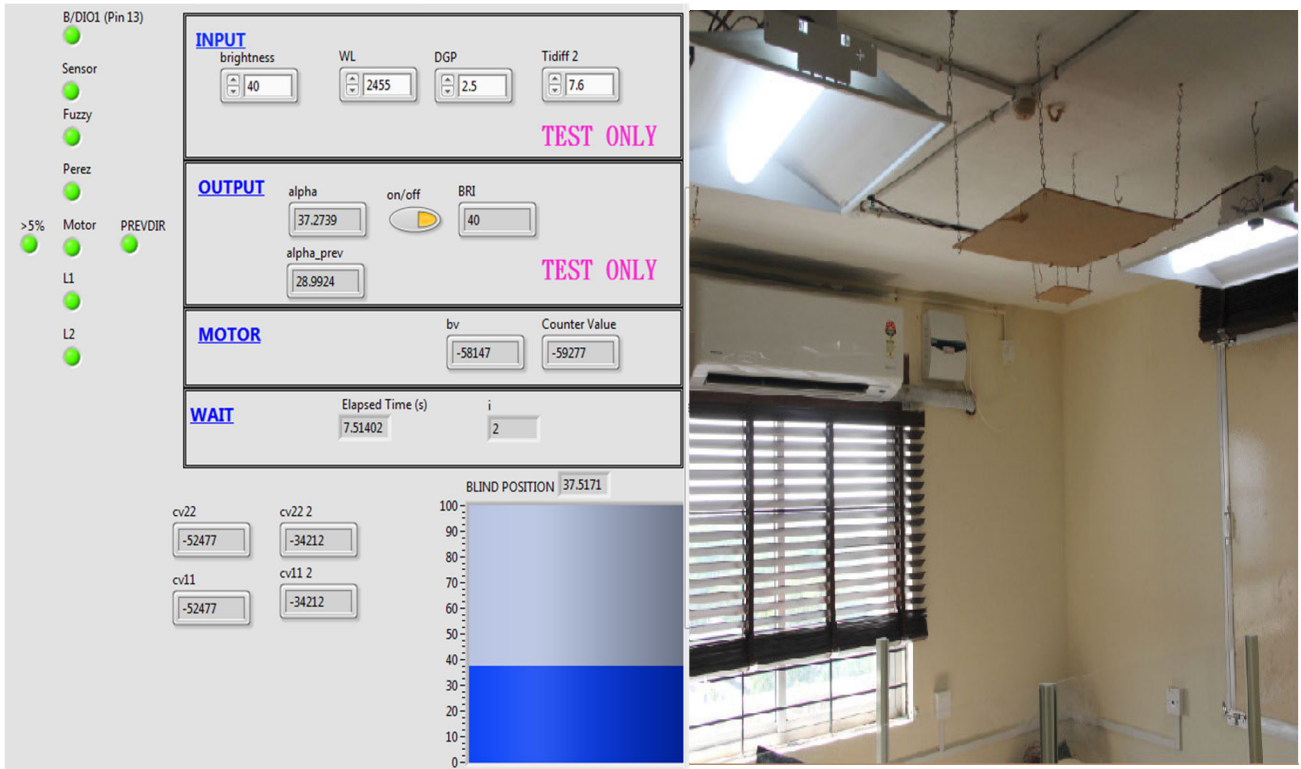 B/DIO1 (Pin 13)
Sensor
Fuzzy
Perez
>5% Motor PREVDIR
L1
L2
INPUT
brightness WL DGP Tidiff 2
40 2455 2.5 7.6
TEST ONLY
OUTPUT
alpha on/off BRI
37.2739 40
alpha_prev
28.9924
TEST ONLY
MOTOR
bv Counter Value
-58147 -59277
WAIT
Elapsed Time (s) i
7.51402 2
BLIND POSITION 37.5171
cv22 cv22 2
-52477 -34212
cv11 cv11 2
-52477 -34212
100
90
80
70
60
50
40
30
20
10
0